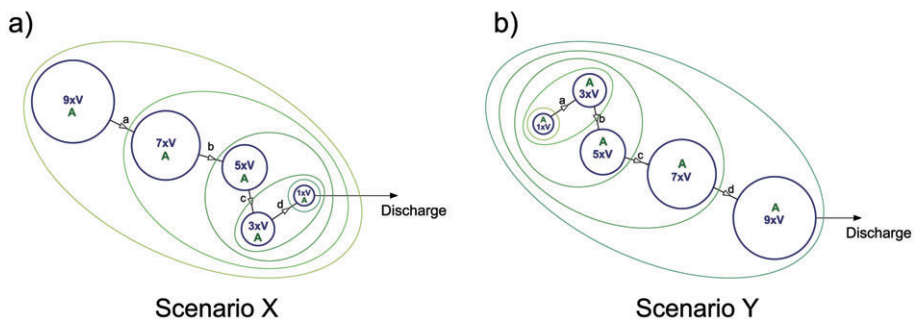 a)
9xV
A
a
7xV
A
b
5xV
A
c
3xV
A
d
1xV
A
Discharge
Scenario X
b)
A
1xV
a
A
3xV
b
A
5xV
c
A
7xV
d
A
9xV
Discharge
Scenario Y